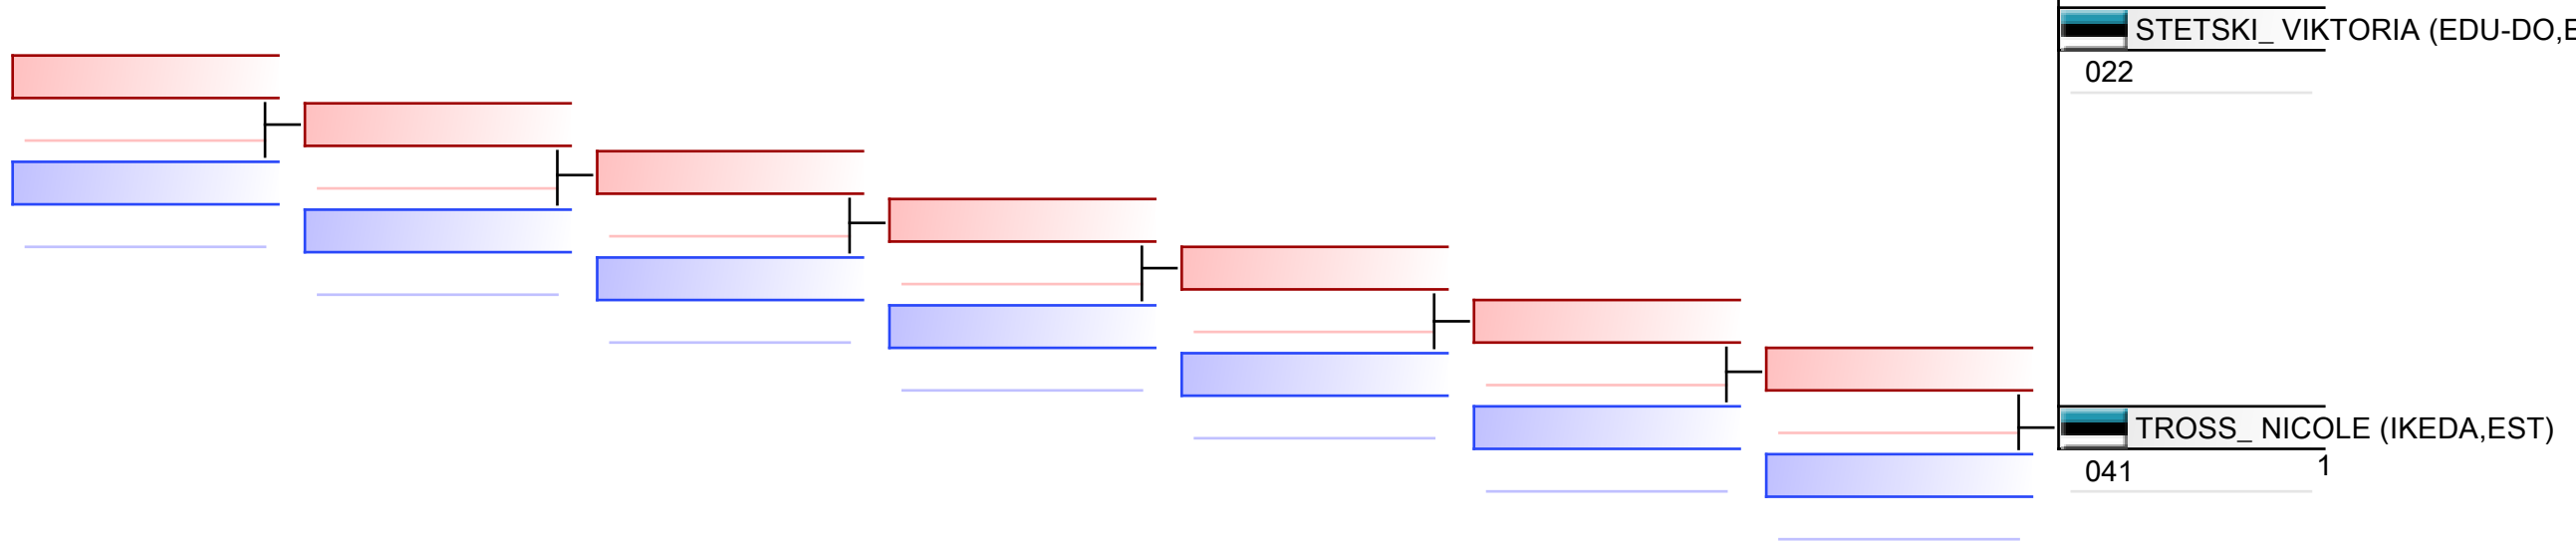 STETSKI_ VIKTORIA (EDU-DO,E
022
TROSS_ NICOLE (IKEDA,EST)
041 1